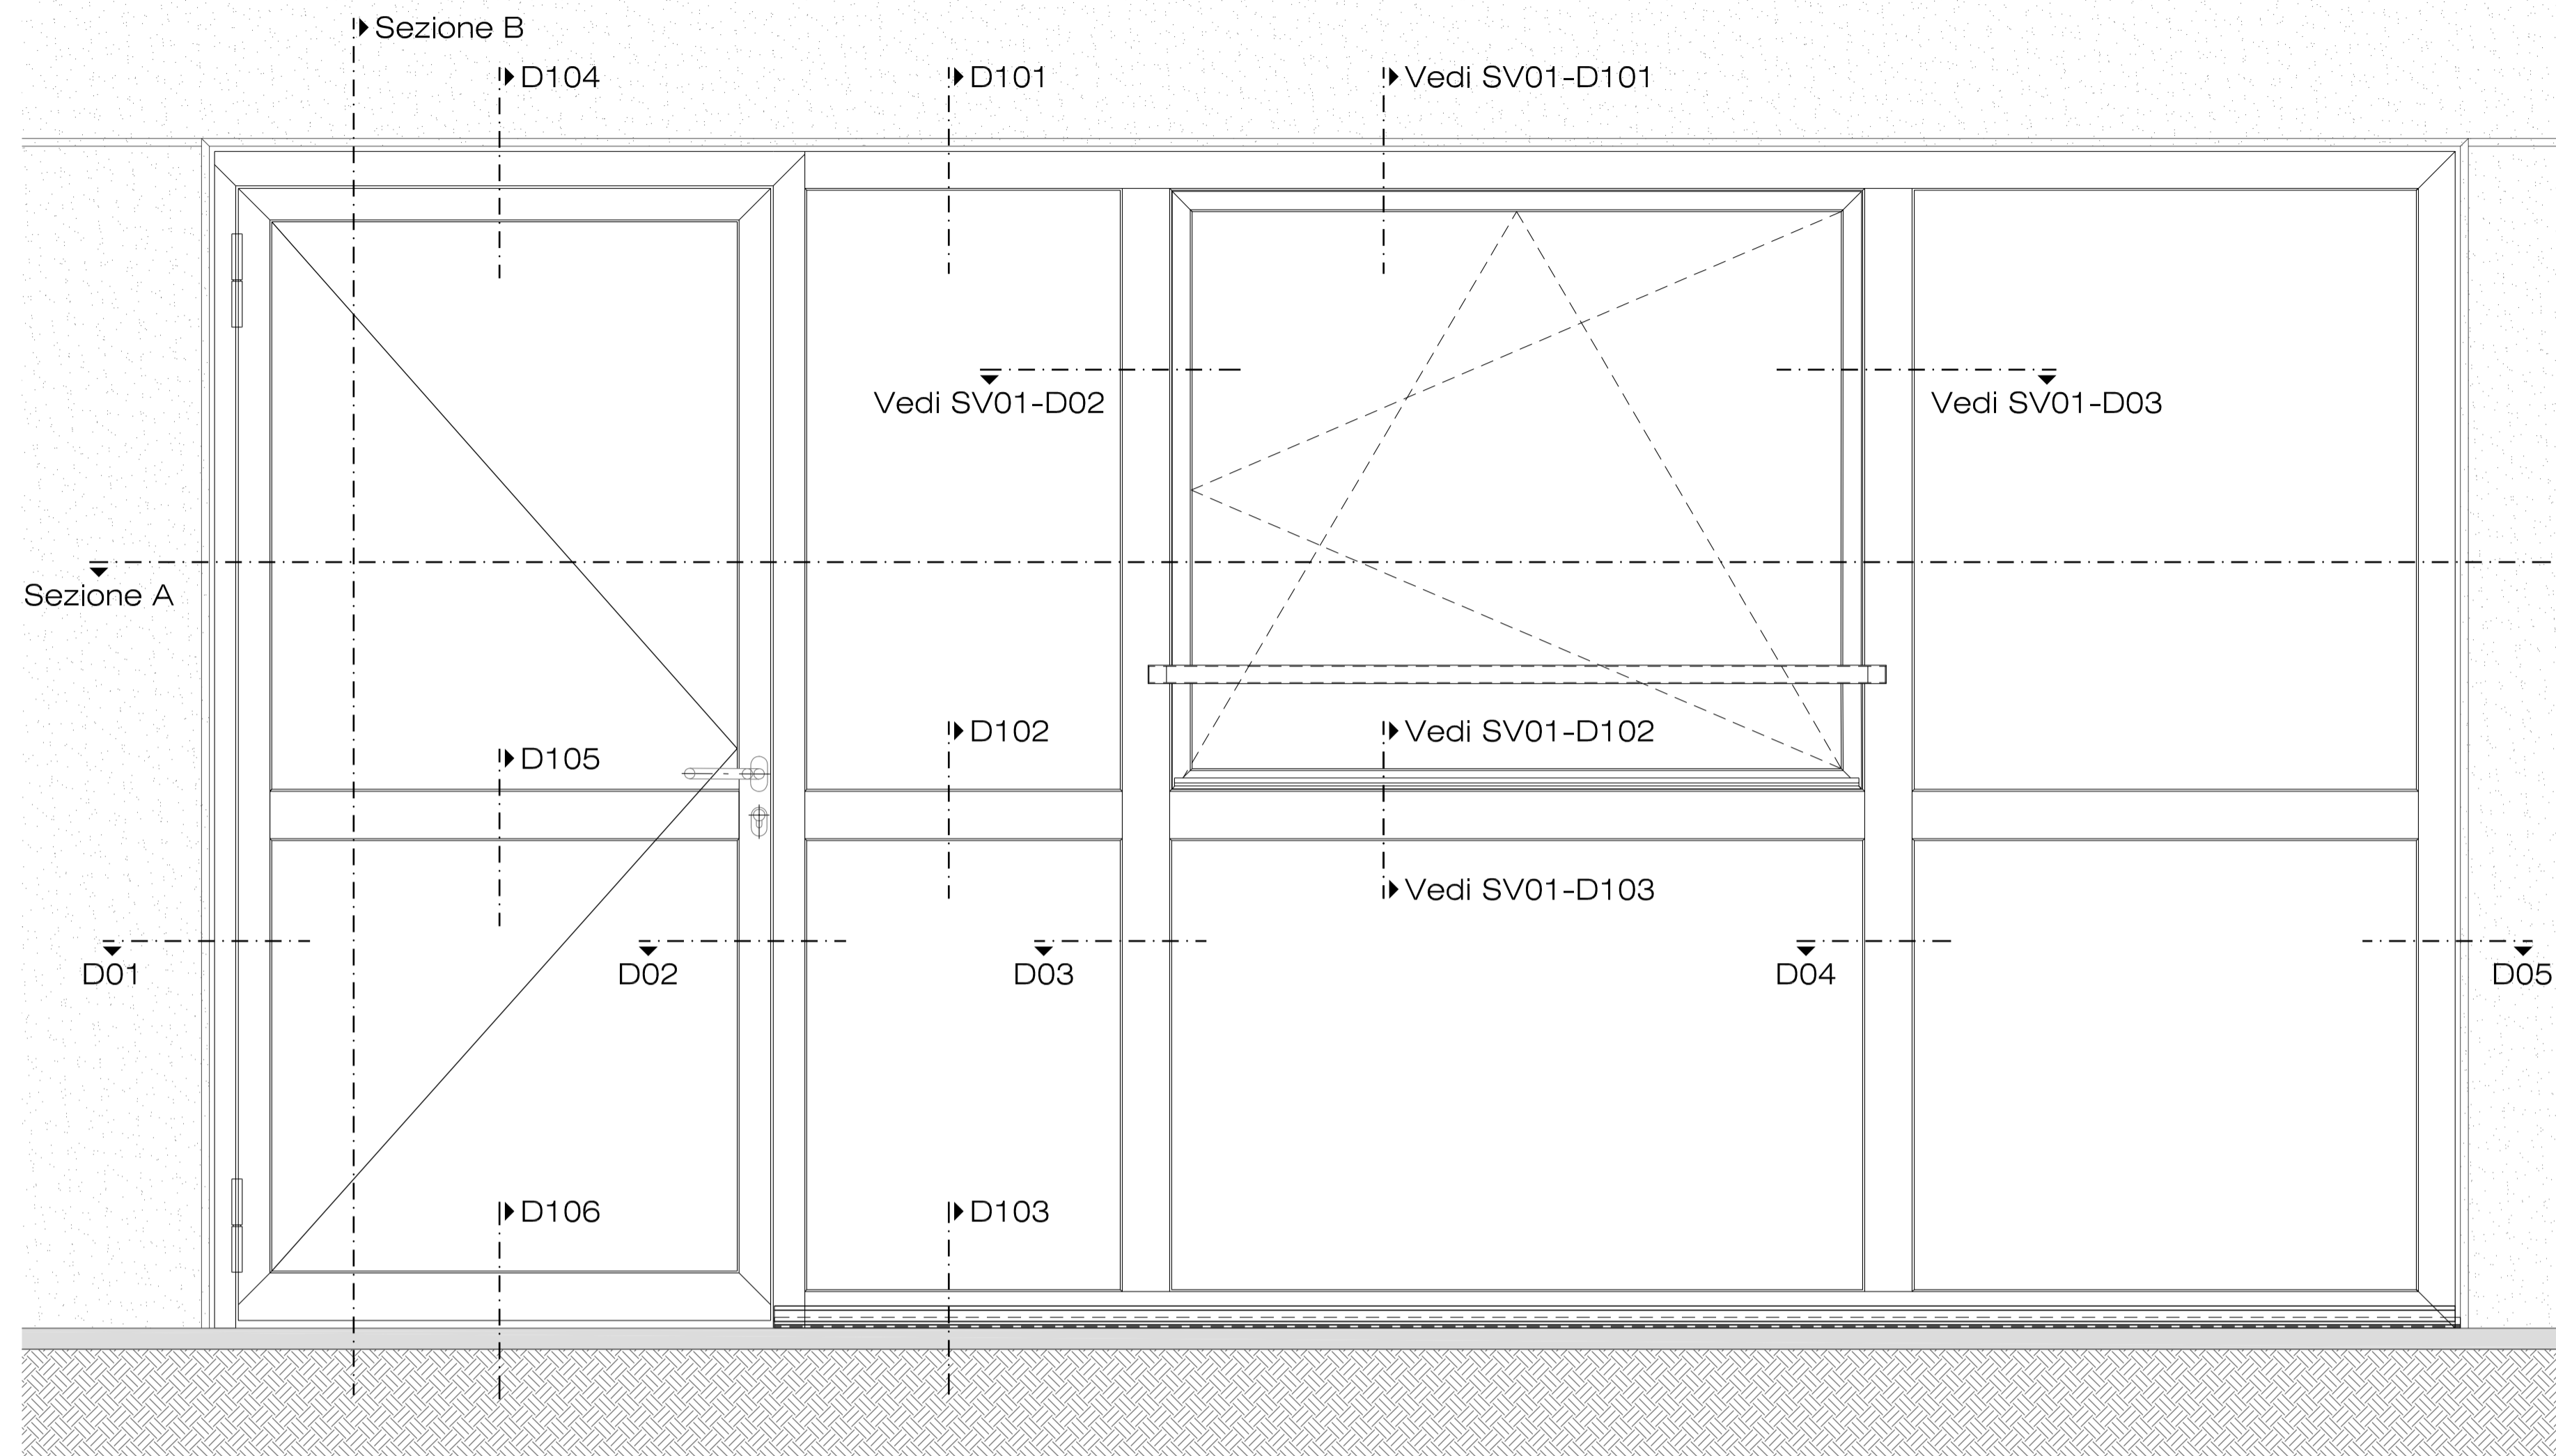 Sezione B
D104
D101
Vedi SV01-D101
Vedi SV01-D02
Vedi SV01-D03
Sezione A
D102
Vedi SV01-D102
D105
Vedi SV01-D103
D01
D02
D03
D04
D05
D106
D103